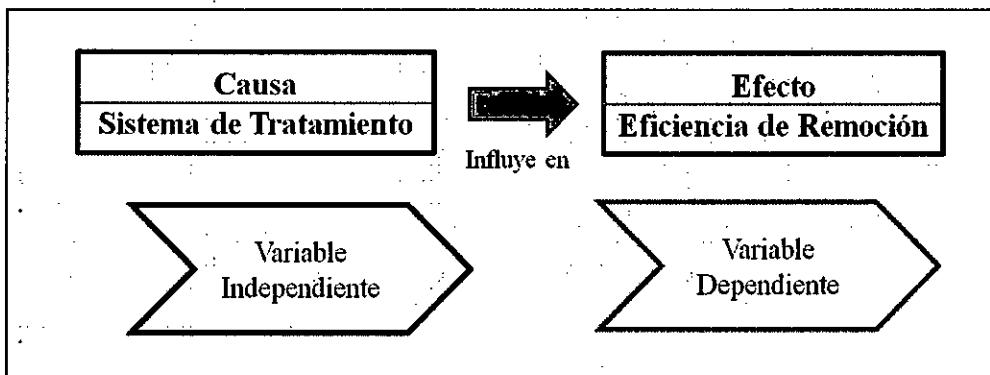 Causa
Sistema de Tratamiento
Influye en
Efecto
Eficiencia de Remoción
Variable
Independiente
Variable
Dependiente